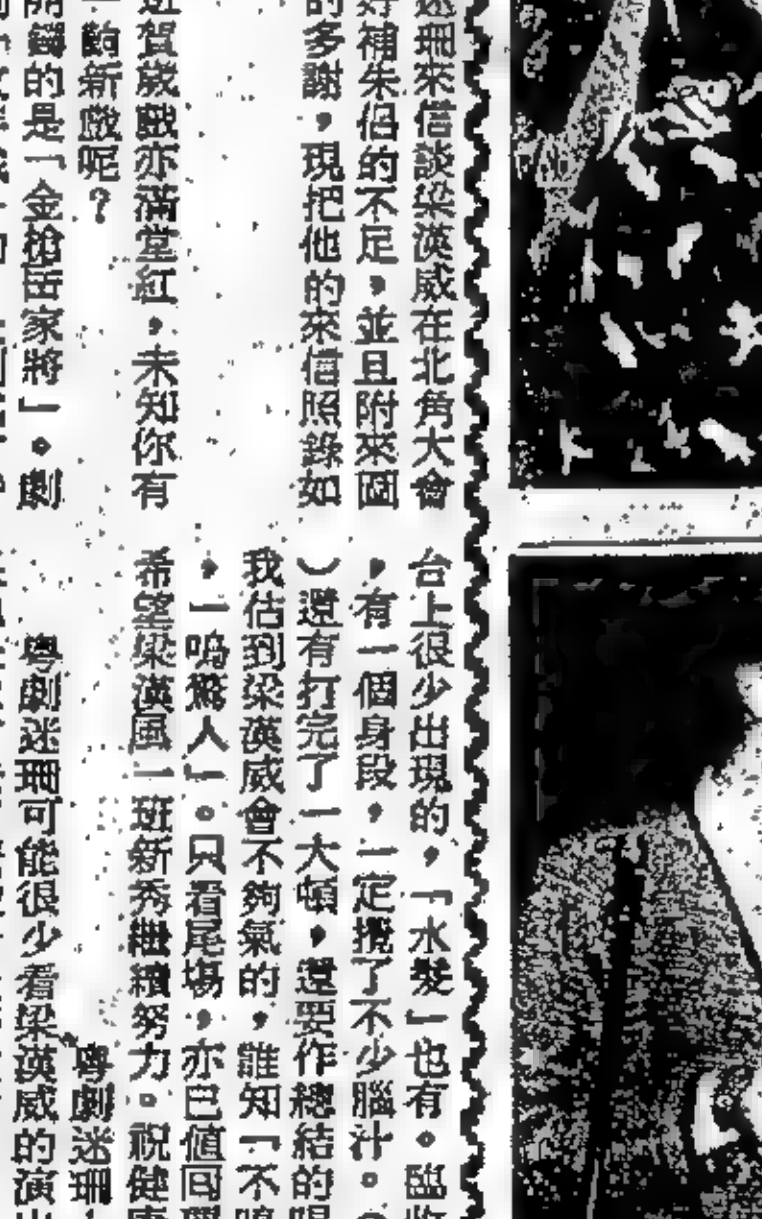 迷珊來信談梁漢威在北角大會
好補朱侶的不足，並且附來圖
的多謝，現把他的來信照錄如
近賀歲戲亦滿堂紅，未知你有
齣新戲呢？
開鑼的是「金槍岳家將」。劇
台上很少出現的，「水髮」也有。臨收
，有一個身段，一定攪了不少腦汁。
）還有打完了一大頓，還要作總結的唱
我估到梁漢威會不夠氣的，誰知「不鳴
，一鳴驚人」。只看尾場，亦已值回票
希望梁漢風一班新秀繼續努力。祝健康
粵劇迷珊
粵劇迷珊可能很少看梁漢威的演出